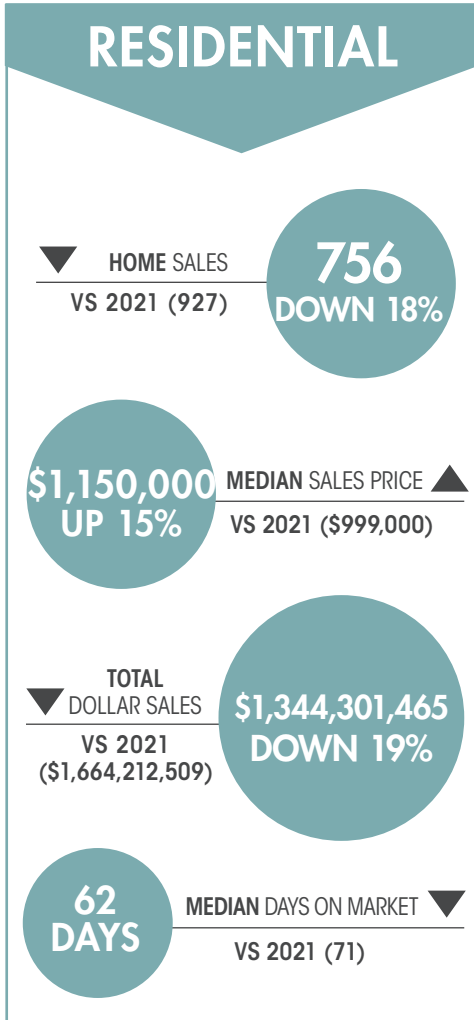 RESIDENTIAL
HOME SALES
VS 2021 (927)
756
DOWN 18%
$1,150,000
UP 15%
MEDIAN SALES PRICE
VS 2021 ($999,000)
TOTAL
DOLLAR SALES
VS 2021
($1,664,212,509)
$1,344,301,465
DOWN 19%
62
DAYS
MEDIAN DAYS ON MARKET
VS 2021 (71)